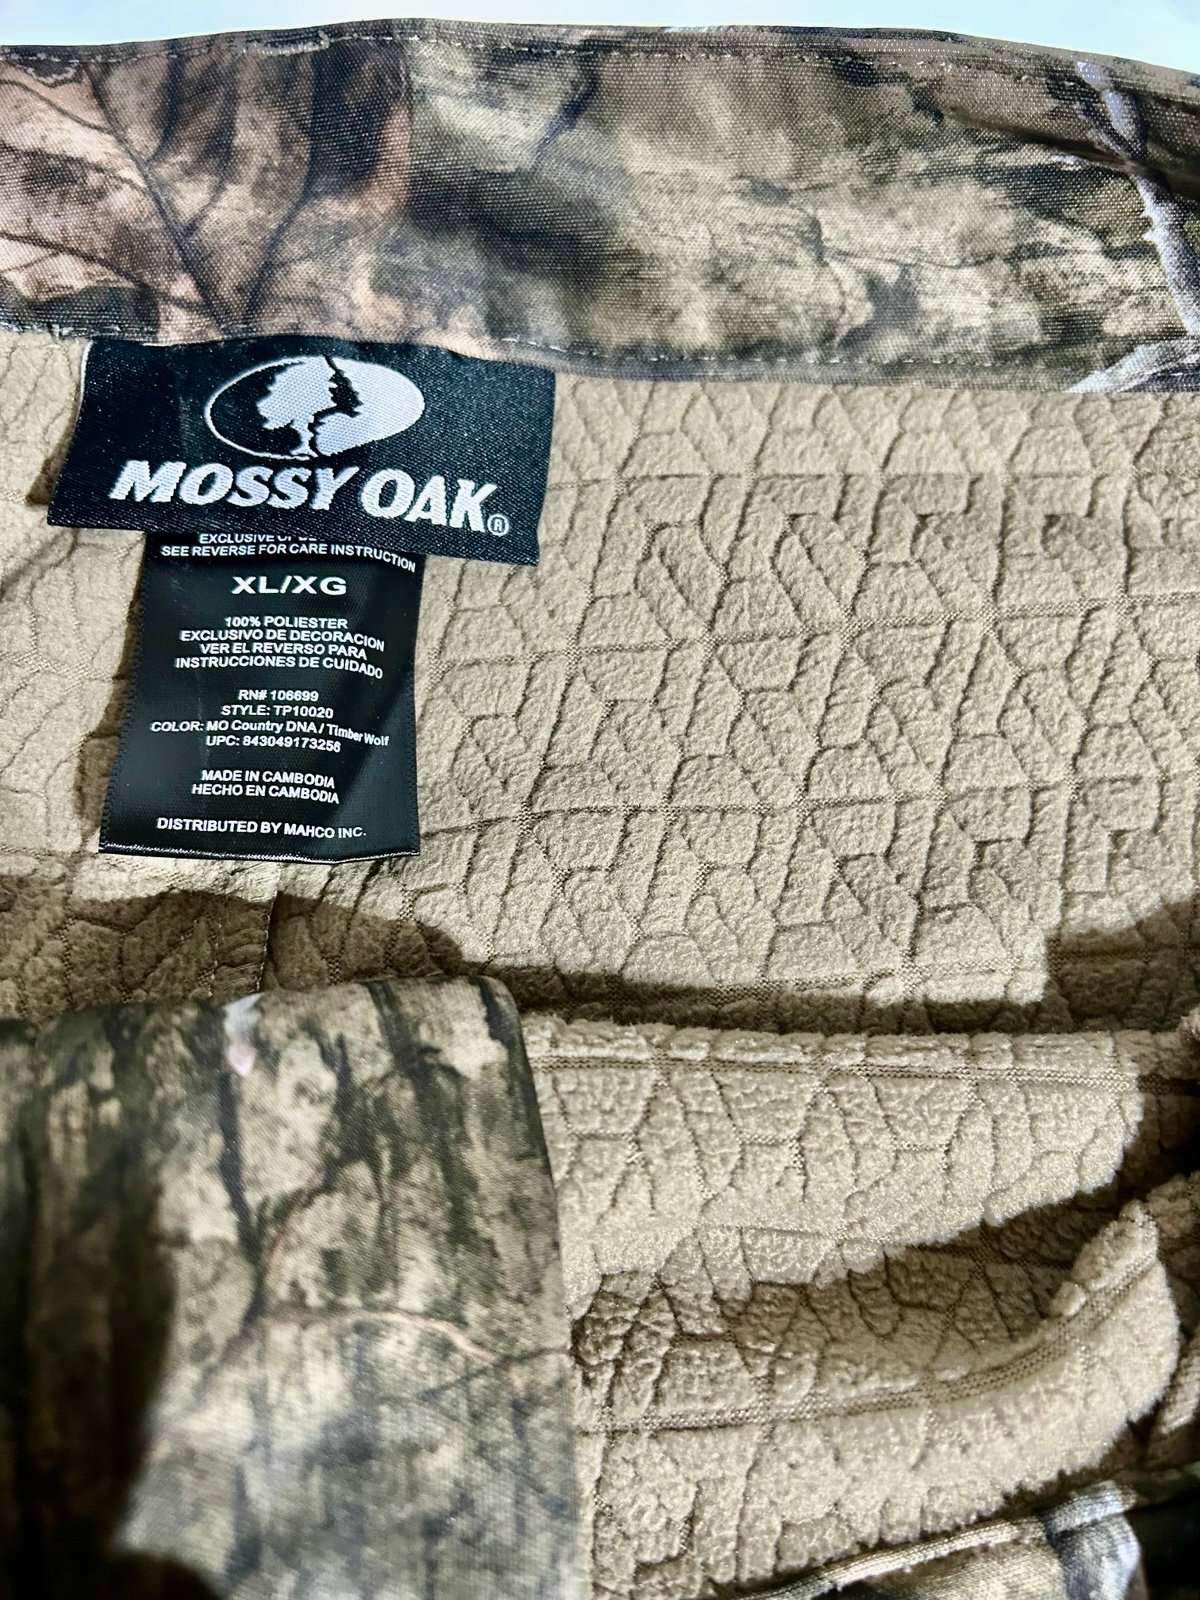 MOSSY OAK®
EXCLUSIVE OF
SEE REVERSE FOR CARE INSTRUCTION
XL/XG
100% POLIESTER
EXCLUSIVO DE DECORACION
VER EL REVERSO PARA
INSTRUCCIONES DE CUIDADO
RN# 106699
STYLE: TP10020
COLOR: MO Country DNA / Timber Wolf
UPC: 843049173256
MADE IN CAMBODIA
HECHO EN CAMBODIA
DISTRIBUTED BY MAHCO INC.